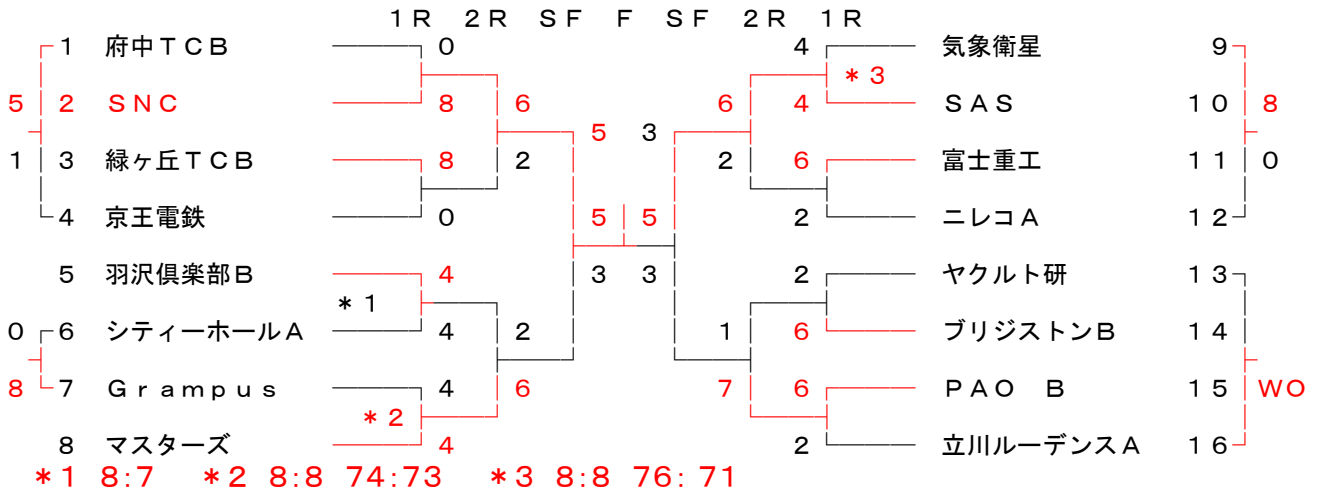 1R 2R SF F SF 2R 1R
1 府中TCB 0 4 気象衛星 9
*3
5 2 SNC 8 6 6 4 SAS 10 8
5 3
1 3 緑ヶ丘TCB 8 2 2 6 富士重工 11 0
4 京王電鉄 0 5 5 2 ニレコA 12
5 羽沢倶楽部B 4 3 3 2 ヤクルト研 13
*1
0 6 シティーホールA 4 2 1 6 ブリジストンB 14
8 7 Grampus 4 6 7 6 PAO B 15 WO
*2
8 マスターズ 4 2 立川ルーデンスA 16
*1 8:7 *2 8:8 74:73 *3 8:8 76:71